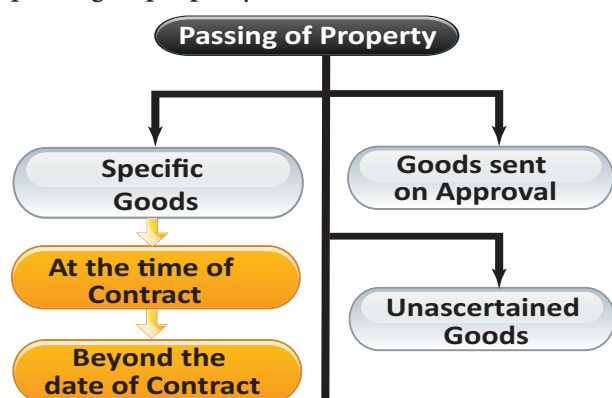 Passing of Property
Specific
Goods
Goods sent
on Approval
At the time of
Contract
Unascertained
Goods
Beyond the
date of Contract